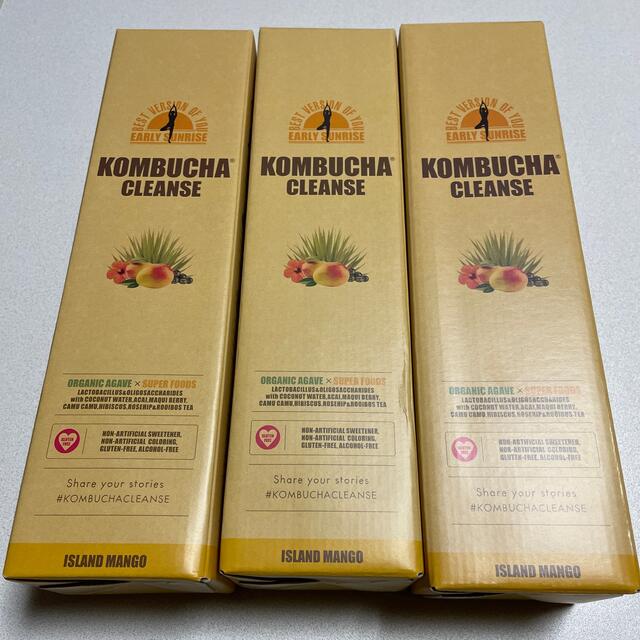 BEST VERSION OF YOU
EARLY SUNRISE
KOMBUCHA®
CLEANSE
ORGANIC AGAVE × SUPER FOODS
LACTOBACILLUS&OLIGOSACCHARIDES
with COCONUT WATER,ACAI,MAQUI BERRY,
CAMU CAMU,HIBISCUS,ROSEHIP&ROOIBOS TEA
GLUTEN
FREE
NON-ARTIFICIAL SWEETENER,
NON-ARTIFICIAL COLORING,
GLUTEN-FREE, ALCOHOL-FREE
Share your stories
#KOMBUCHACLEANSE
ISLAND MANGO
BEST VERSION OF YOU
EARLY SUNRISE
KOMBUCHA®
CLEANSE
ORGANIC AGAVE × SUPER FOODS
LACTOBACILLUS&OLIGOSACCHARIDES
with COCONUT WATER,ACAI,MAQUI BERRY,
CAMU CAMU,HIBISCUS,ROSEHIP&ROOIBOS TEA
GLUTEN
FREE
NON-ARTIFICIAL SWEETENER,
NON-ARTIFICIAL COLORING,
GLUTEN-FREE, ALCOHOL-FREE
Share your stories
#KOMBUCHACLEANSE
ISLAND MANGO
BEST VERSION OF YOU
EARLY SUNRISE
KOMBUCHA®
CLEANSE
ORGANIC AGAVE × SUPER FOODS
LACTOBACILLUS&OLIGOSACCHARIDES
with COCONUT WATER,ACAI,MAQUI BERRY,
CAMU CAMU,HIBISCUS,ROSEHIP&ROOIBOS TEA
GLUTEN
FREE
NON-ARTIFICIAL SWEETENER,
NON-ARTIFICIAL COLORING,
GLUTEN-FREE, ALCOHOL-FREE
Share your stories
#KOMBUCHACLEANSE
ISLAND MANGO